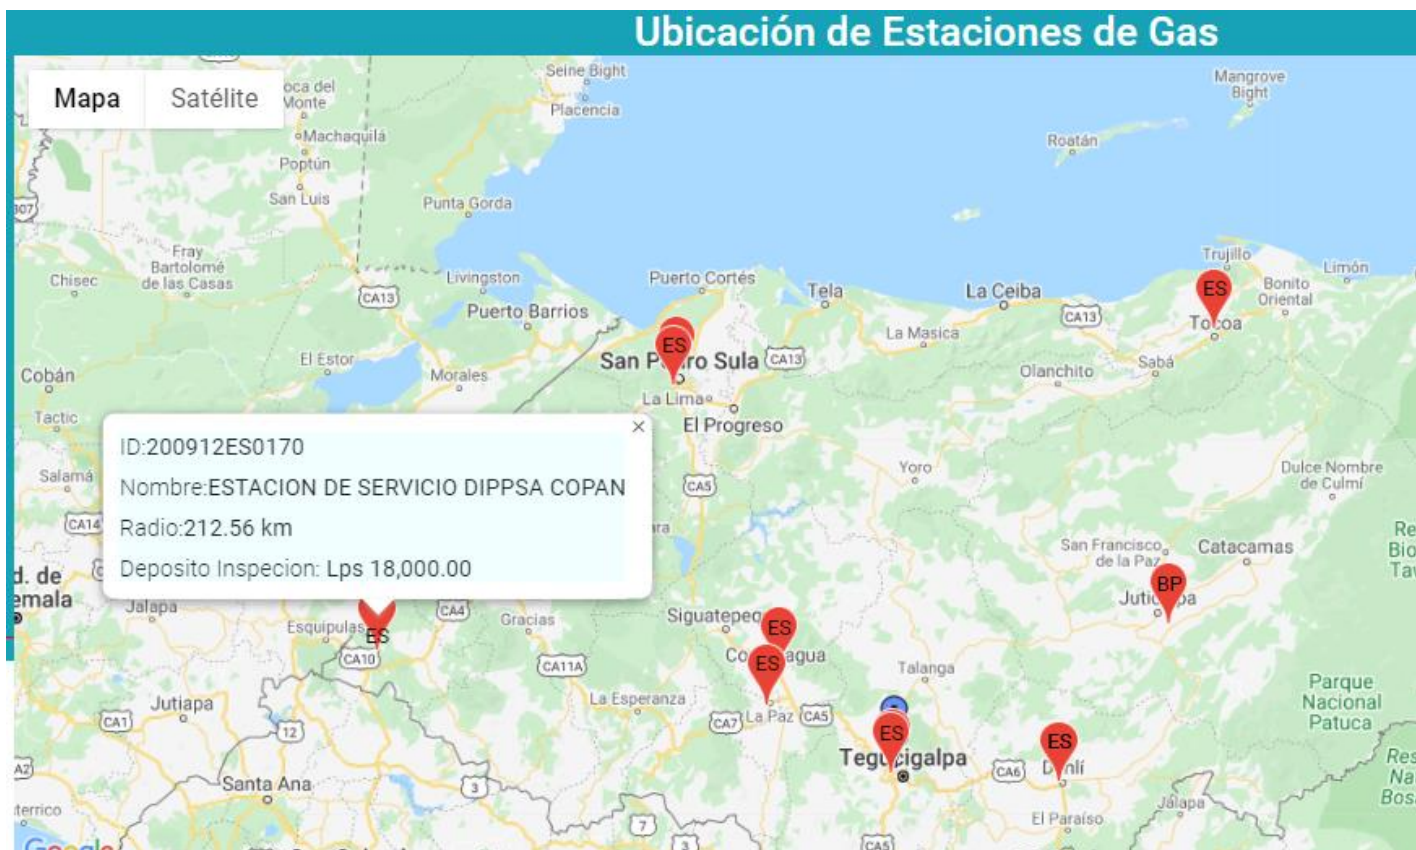 Ubicación de Estaciones de Gas
Mapa
Satélite
Monte
Machaquilá
Poptún
San Luis
Seine Bight
Placencia
Mangrove
Bight
Roatán
Punta Gorda
Fray
Bartolomé
de las Casas
Chisec
CA13
Livingston
Puerto Barrios
Puerto Cortés
Tela
La Ceiba
CA13
Trujillo
Bonito
Oriental
Limón
ES
Tocoa
La Masica
ES
CA13
El Estor
Morales
Cobán
Olanchito
Sabá
La Lima
El Progreso
Tactic
ID:200912ES0170
Nombre:ESTACION DE SERVICIO DIPPSA COPAN
Radio:212.56 km
Deposito Inspecion: Lps 18,000.00
Salamá
CA14
CA5
Yoro
Dulce Nombre
de Culmí
San Francisco
de la Paz
Catacamas
BP
Jalapa
Esquipulas
ES
CA4
CA10
Gracias
CA11A
ES
ES
Talanga
Parque
Nacional
Patuca
Jutiapa
CA1
12
La Esperanza
CA7
La Paz
CA5
ES
Tegucigalpa
ES
CA6
Santa Ana
3
7
3
CA5
El Paraíso
Jálapa
Google